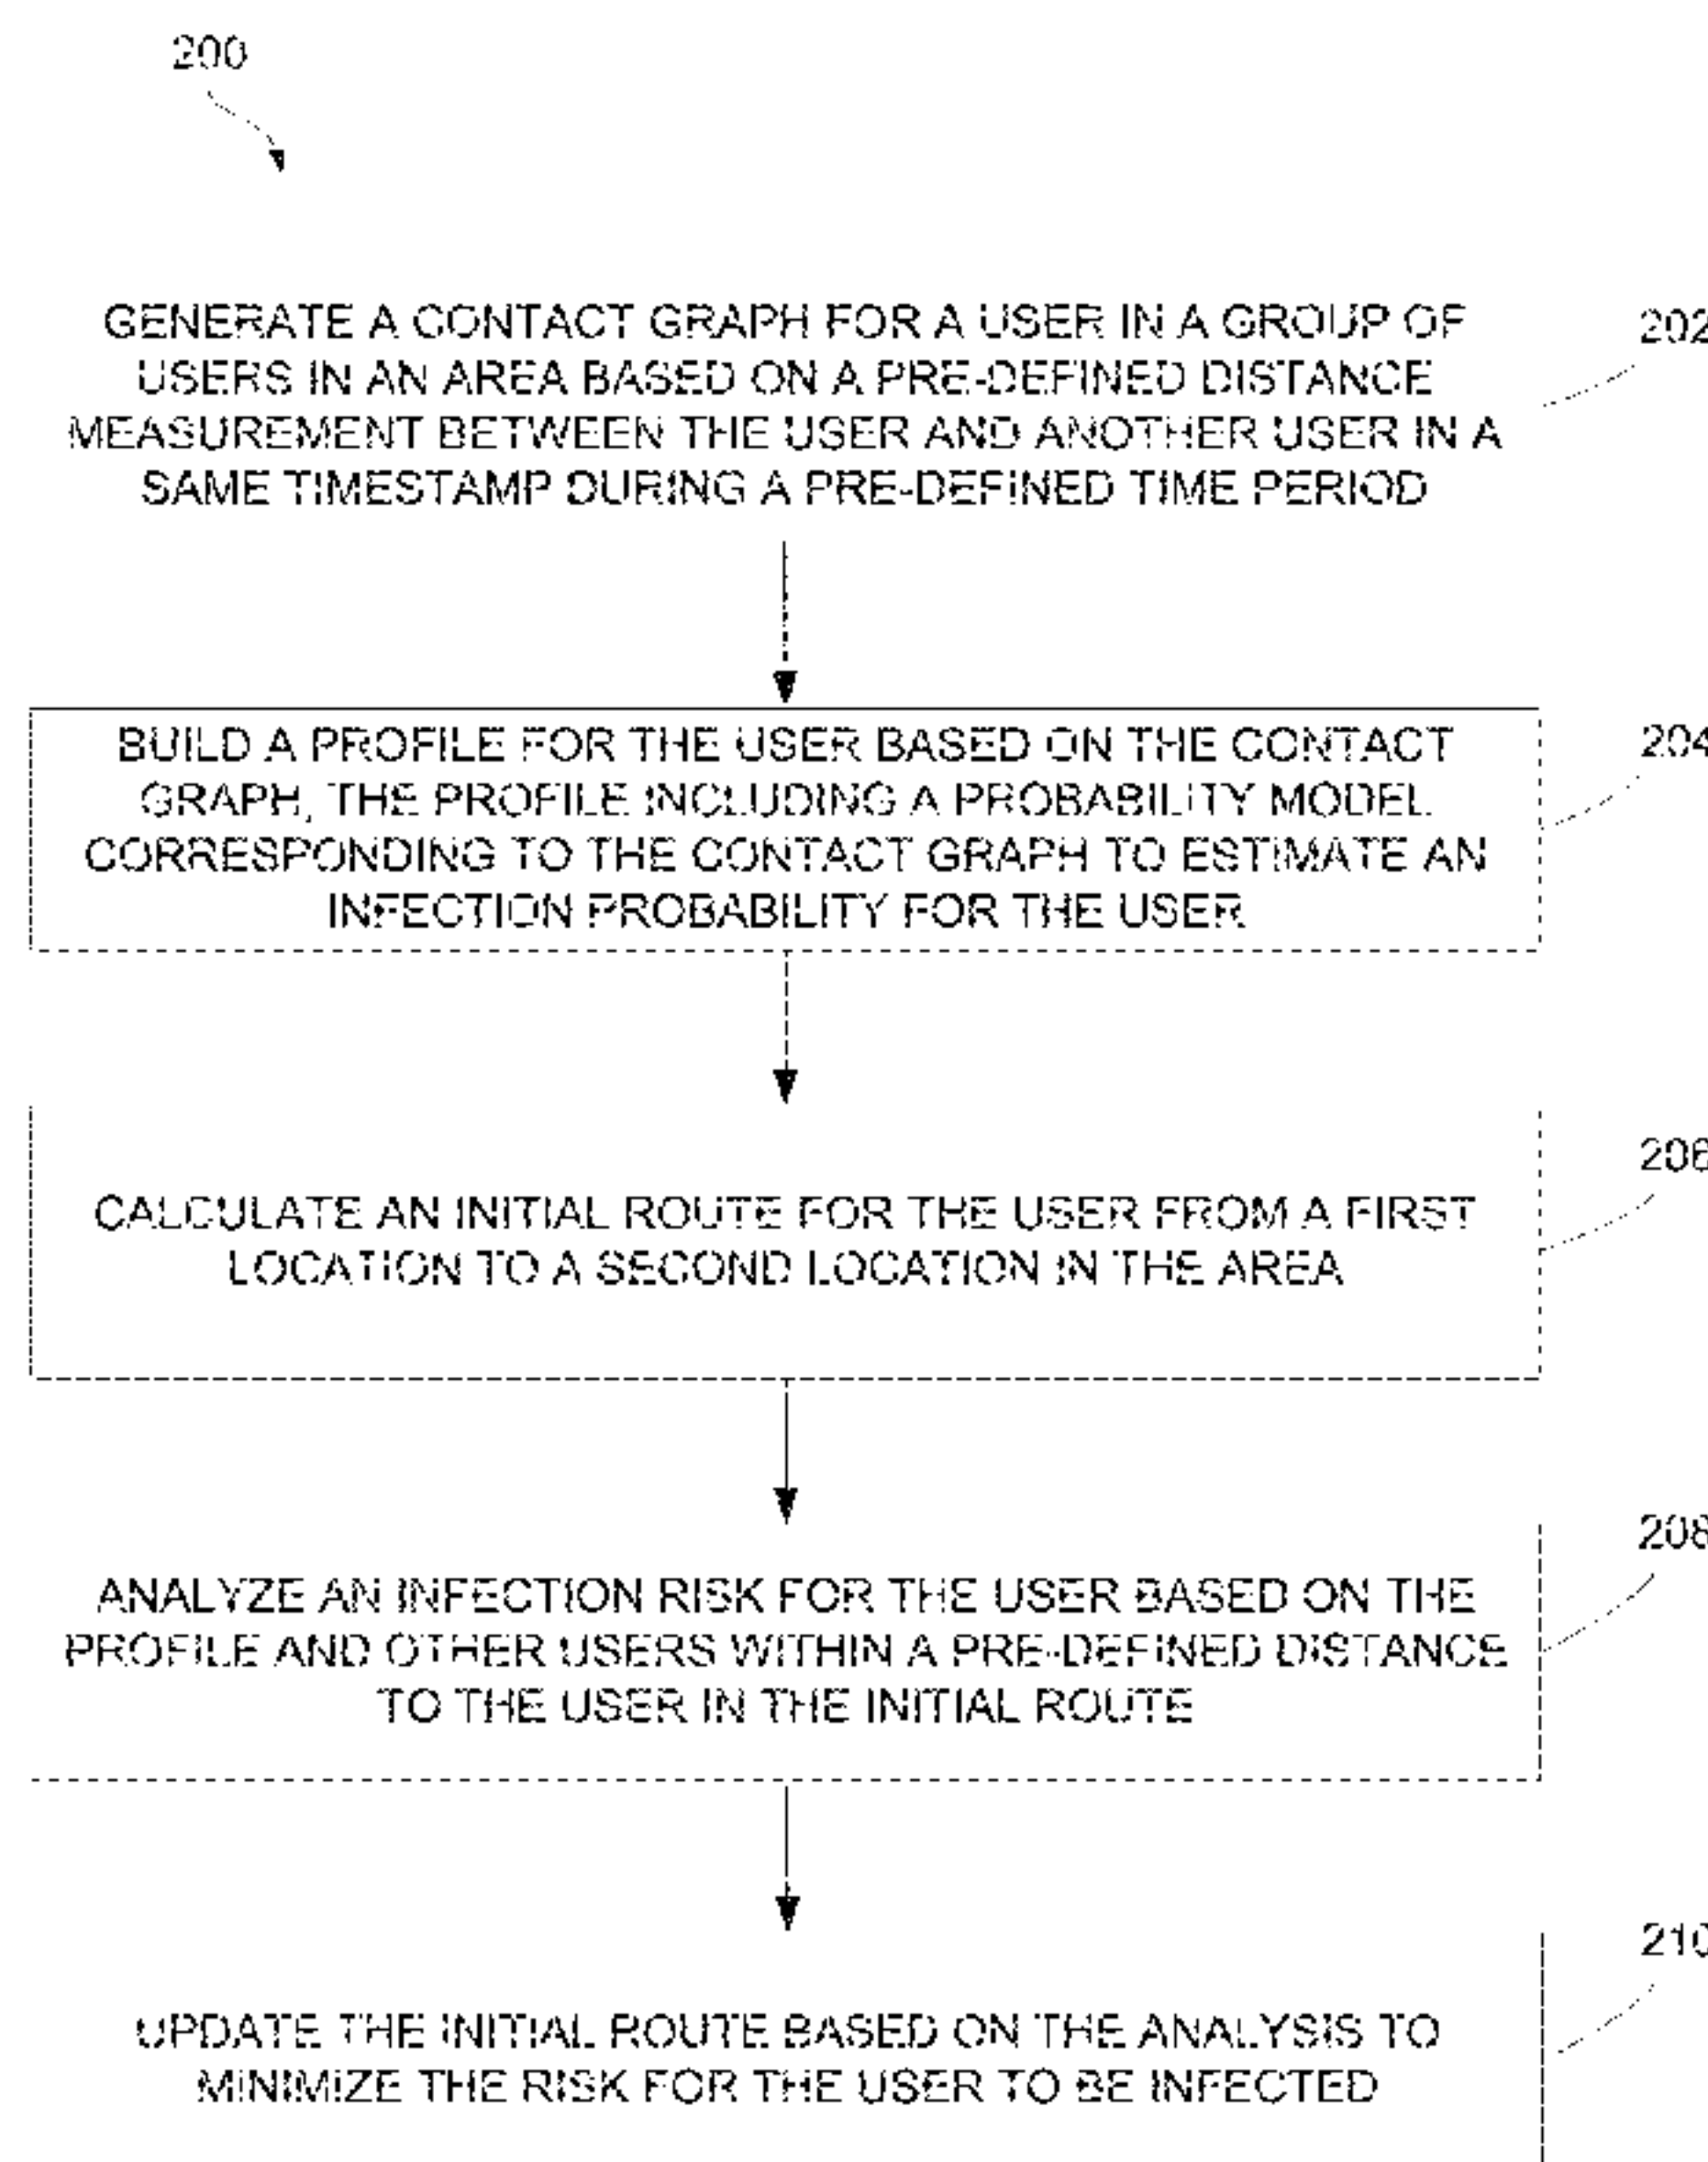 200
GENERATE A CONTACT GRAPH FOR A USER IN A GROUP OF
USERS IN AN AREA BASED ON A PRE-DEFINED DISTANCE
MEASUREMENT BETWEEN THE USER AND ANOTHER USER IN A
SAME TIMESTAMP DURING A PRE-DEFINED TIME PERIOD
202
BUILD A PROFILE FOR THE USER BASED ON THE CONTACT
GRAPH, THE PROFILE INCLUDING A PROBABILITY MODEL
CORRESPONDING TO THE CONTACT GRAPH TO ESTIMATE AN
INFECTION PROBABILITY FOR THE USER
204
CALCULATE AN INITIAL ROUTE FOR THE USER FROM A FIRST
LOCATION TO A SECOND LOCATION IN THE AREA
206
ANALYZE AN INFECTION RISK FOR THE USER BASED ON THE
PROFILE AND OTHER USERS WITHIN A PRE-DEFINED DISTANCE
TO THE USER IN THE INITIAL ROUTE
208
UPDATE THE INITIAL ROUTE BASED ON THE ANALYSIS TO
MINIMIZE THE RISK FOR THE USER TO BE INFECTED
210